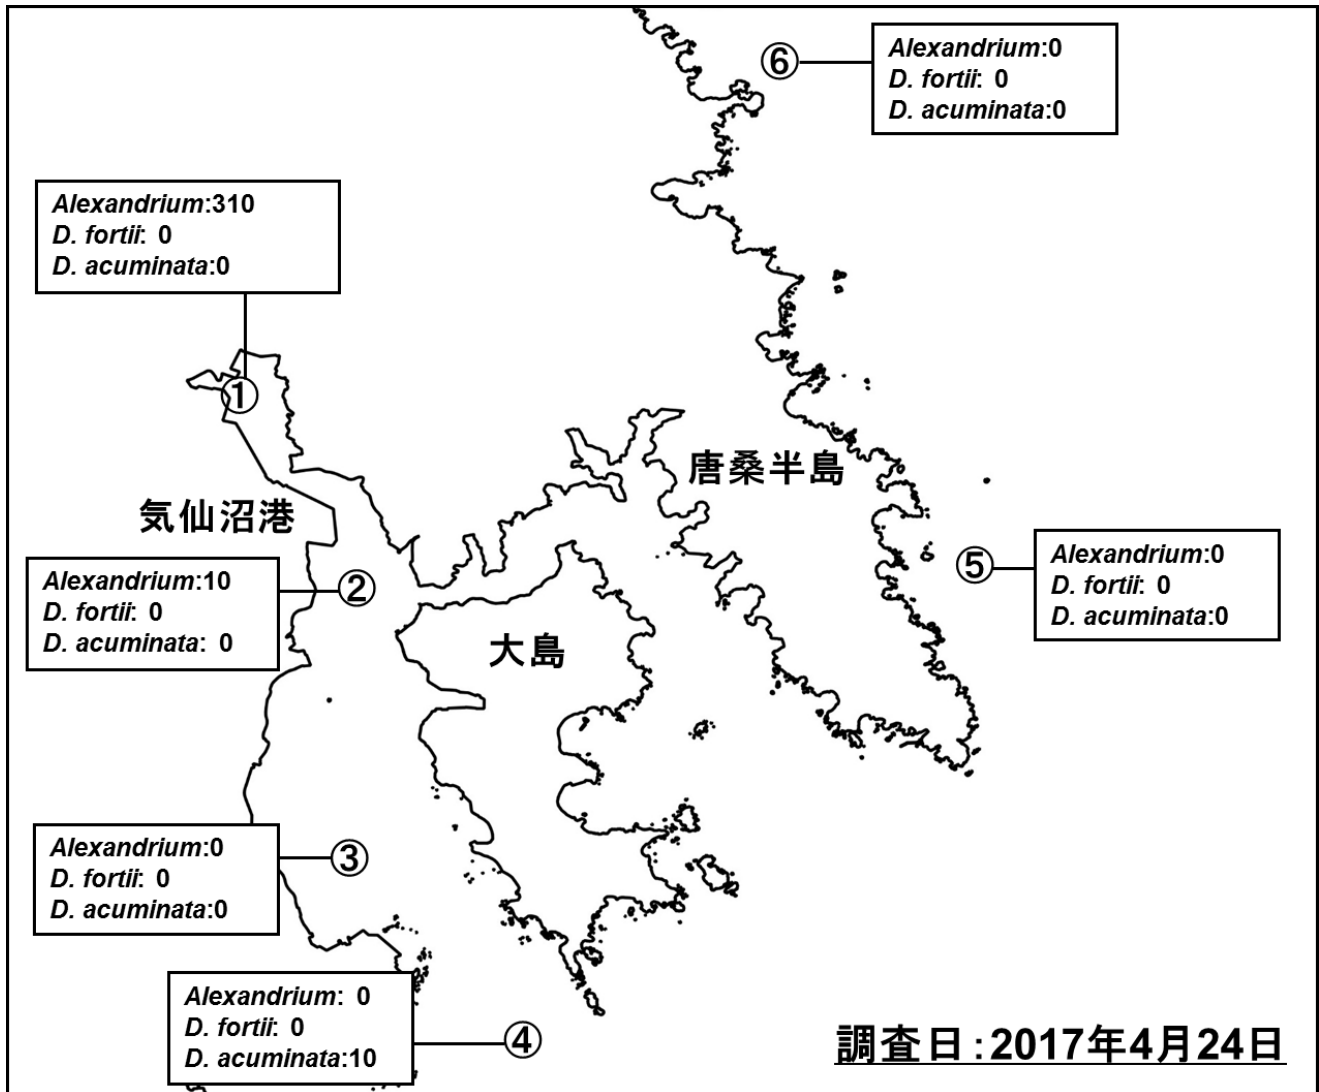 ⑥
Alexandrium:0
D. fortii: 0
D. acuminata:0
Alexandrium:310
D. fortii: 0
D. acuminata:0
①
唐桑半島
気仙沼港
Alexandrium:10
D. fortii: 0
D. acuminata: 0
②
⑤
Alexandrium:0
D. fortii: 0
D. acuminata:0
大島
Alexandrium:0
D. fortii: 0
D. acuminata:0
③
Alexandrium: 0
D. fortii: 0
D. acuminata:10
④
調査日:2017年4月24日